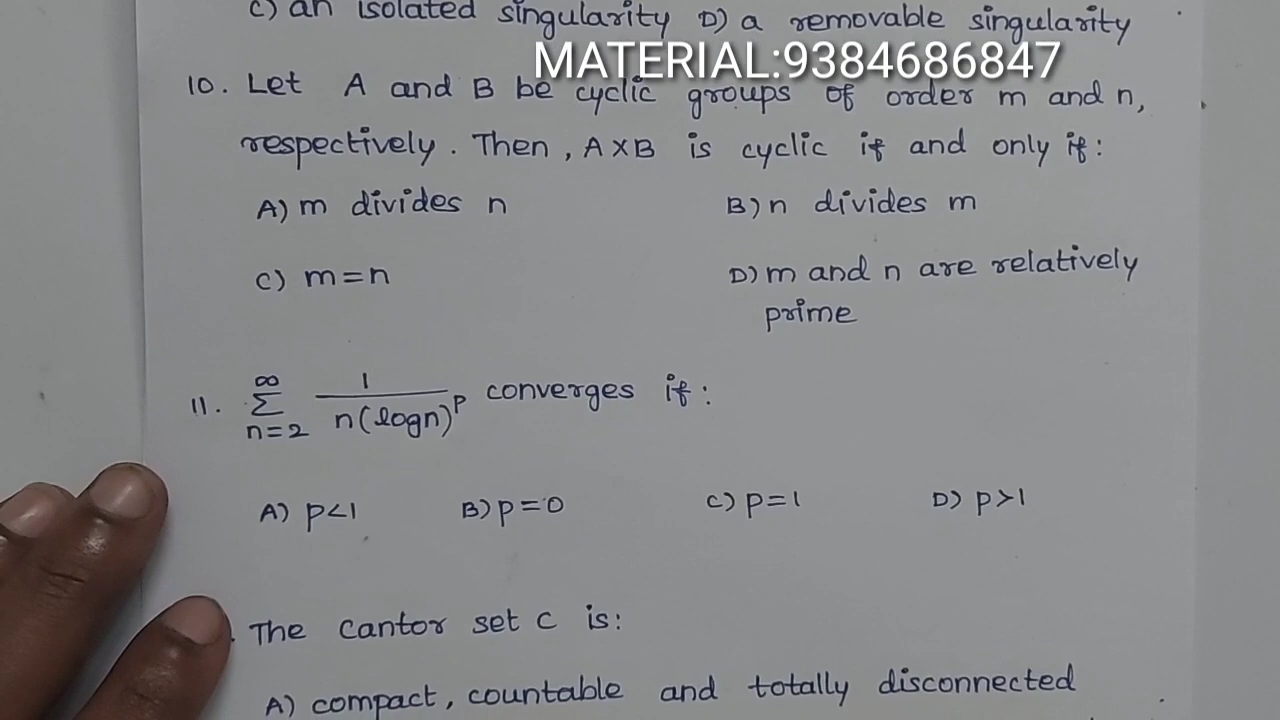 C) an isolated singularity D) a removable singularity
MATERIAL:9384686847
10. Let A and B be cyclic groups of order m and n,
respectively. Then, A×B is cyclic if and only if:
A) m divides n B) n divides m
C) m=n D) m and n are relatively
prime
11. ∞ Σ n=2 1/n(logn)^p converges if:
A) p<1 B) p=0 C) p=1 D) p>1
. The cantor set C is:
A) compact, countable and totally disconnected